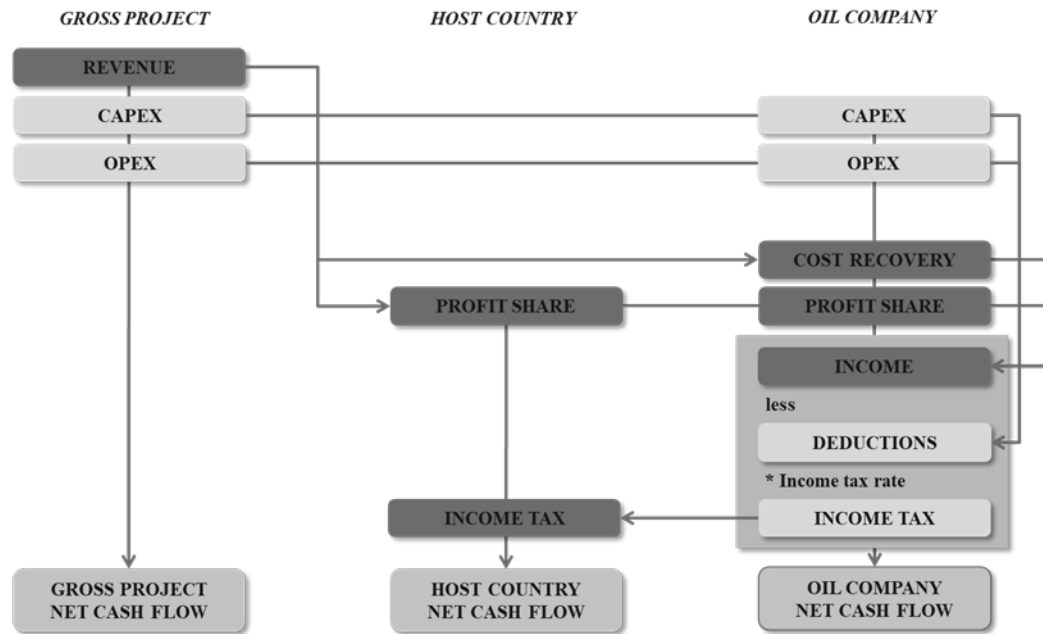 GROSS PROJECT
HOST COUNTRY
OIL COMPANY
REVENUE
CAPEX
CAPEX
OPEX
OPEX
COST RECOVERY
PROFIT SHARE
PROFIT SHARE
INCOME
less
DEDUCTIONS
* Income tax rate
INCOME TAX
INCOME TAX
GROSS PROJECT
NET CASH FLOW
HOST COUNTRY
NET CASH FLOW
OIL COMPANY
NET CASH FLOW